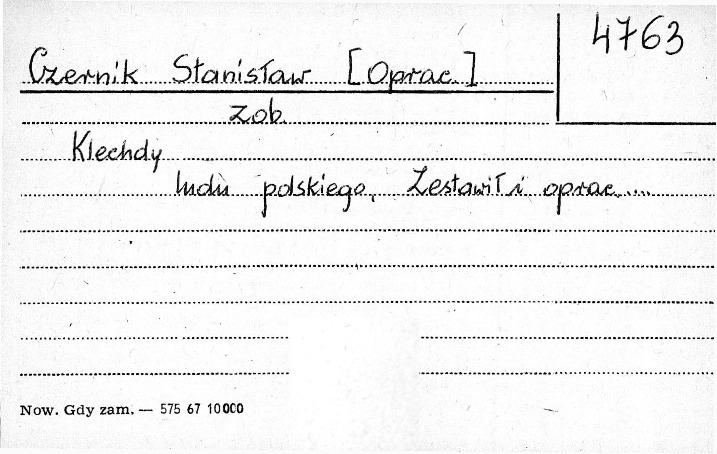 4763
Czernik Stanisław [Oprac.]
zob.
Klechdy
ludu polskiego. Zestawił i oprac....
Now. Gdy zam. — 575 67 10000